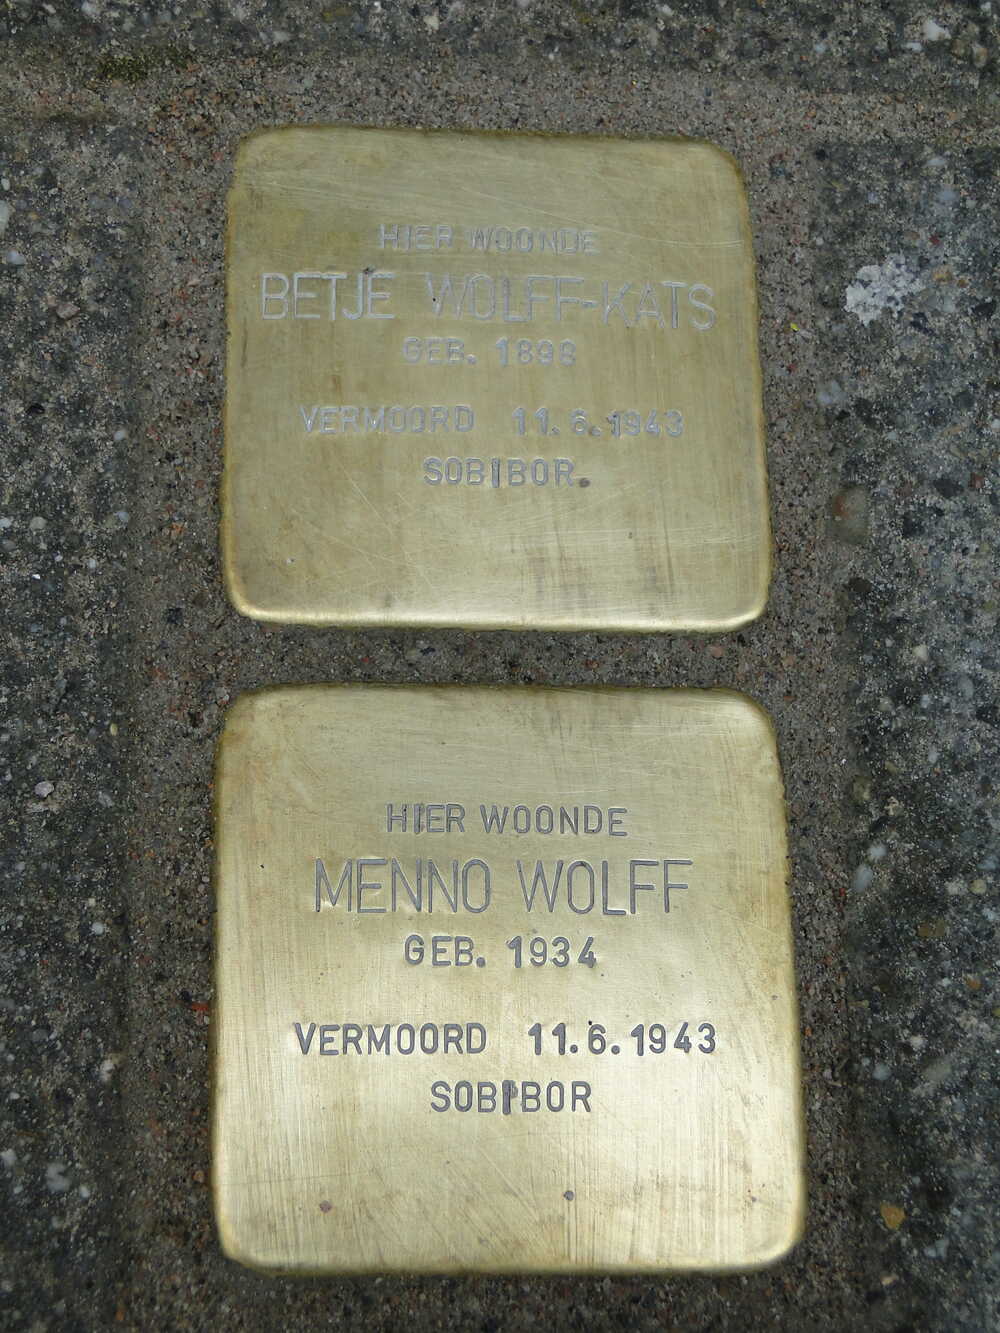 HIER WOONDE
BETJE WOLFF-KATS
GEB. 1898
VERMOORD 11.6.1943
SOBIBOR
HIER WOONDE
MENNO WOLFF
GEB. 1934
VERMOORD 11.6.1943
SOBIBOR